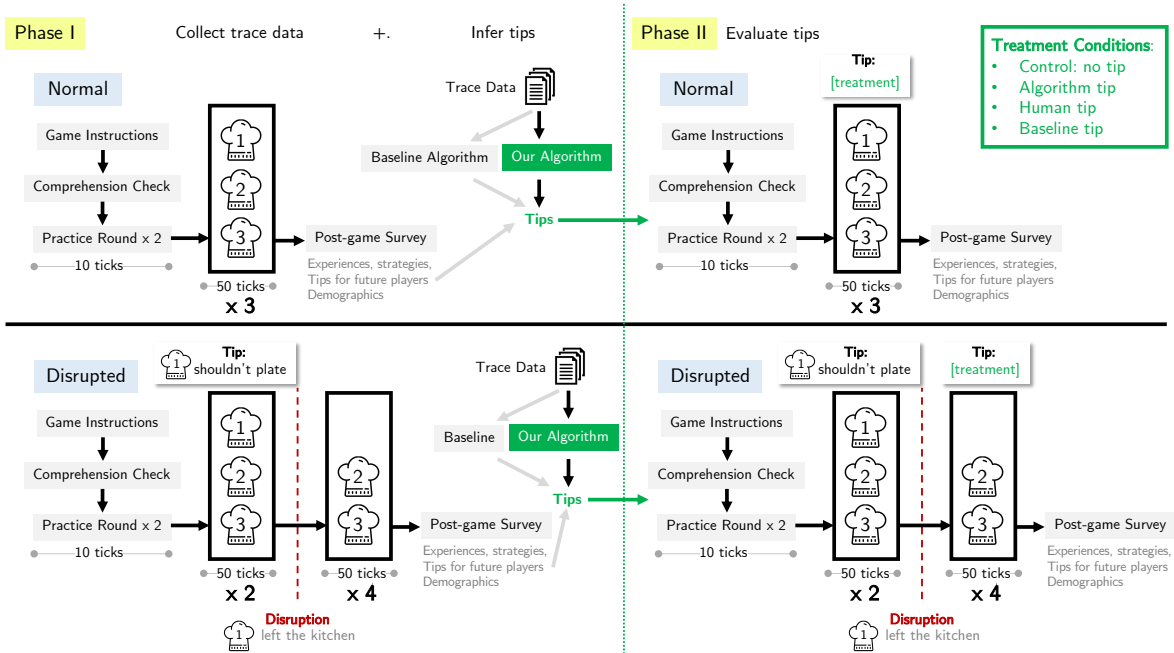 Phase I
Collect trace data
+.
Infer tips
Normal
Game Instructions
Comprehension Check
Practice Round x 2
10 ticks
1
2
3
50 ticks
x 3
Post-game Survey
Experiences, strategies,
Tips for future players
Demographics
Trace Data
Baseline Algorithm
Our Algorithm
Tips
Phase II
Evaluate tips
Normal
Game Instructions
Comprehension Check
Practice Round x 2
10 ticks
Tip:
[treatment]
1
2
3
50 ticks
x 3
Post-game Survey
Experiences, strategies,
Tips for future players
Demographics
Treatment Conditions:
• Control: no tip
• Algorithm tip
• Human tip
• Baseline tip
Disrupted
Game Instructions
Comprehension Check
Practice Round x 2
10 ticks
Tip:
1 shouldn't plate
1
2
3
50 ticks
x 2
Disruption
1 left the kitchen
2
3
50 ticks
x 4
Post-game Survey
Experiences, strategies,
Tips for future players
Demographics
Trace Data
Baseline
Our Algorithm
Tips
Disrupted
Game Instructions
Comprehension Check
Practice Round x 2
10 ticks
Tip:
1 shouldn't plate
1
2
3
50 ticks
x 2
Disruption
1 left the kitchen
Tip:
[treatment]
2
3
50 ticks
x 4
Post-game Survey
Experiences, strategies,
Tips for future players
Demographics